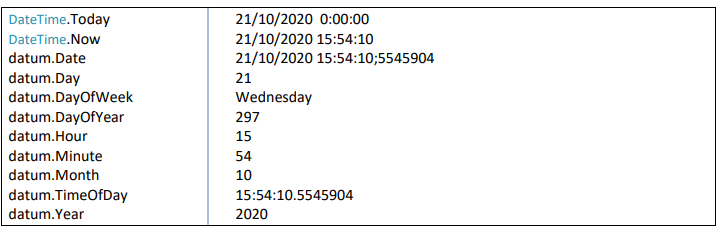 DateTime.Today 21/10/2020 0:00:00
DateTime.Now 21/10/2020 15:54:10
datum.Date 21/10/2020 15:54:10;5545904
datum.Day 21
datum.DayOfWeek Wednesday
datum.DayOfYear 297
datum.Hour 15
datum.Minute 54
datum.Month 10
datum.TimeOfDay 15:54:10.5545904
datum.Year 2020